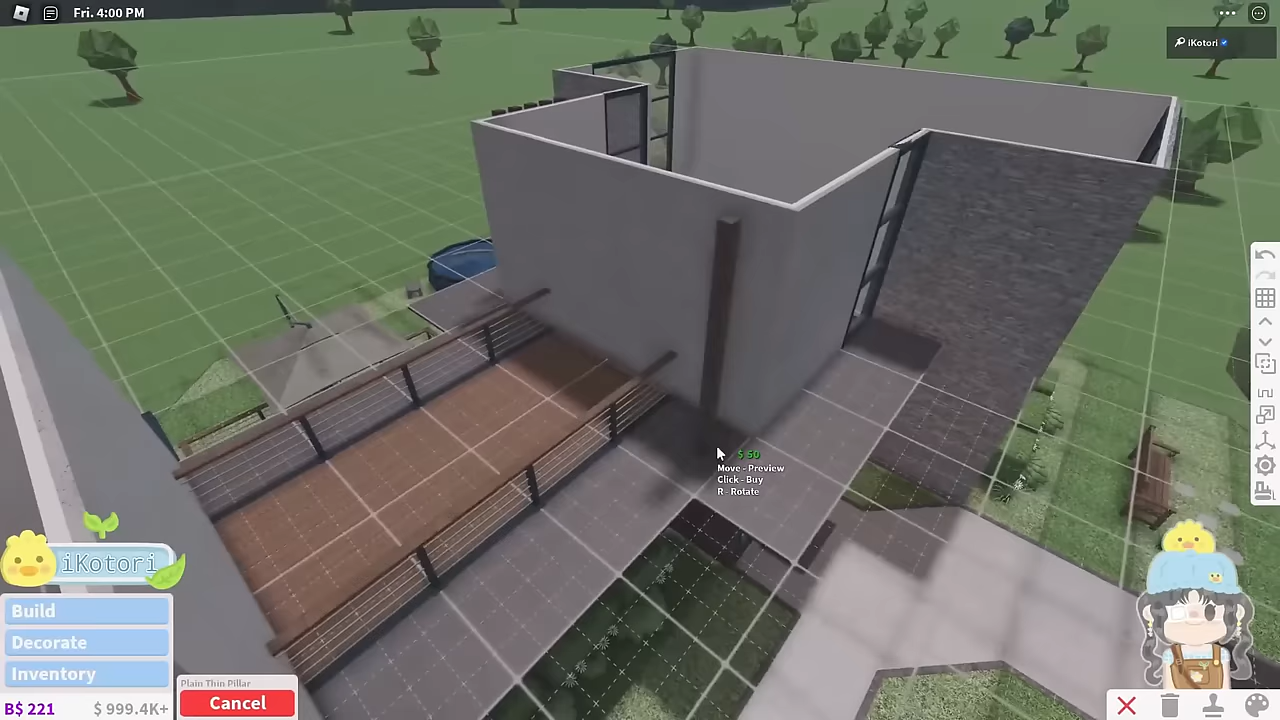 Fri. 4:00 PM
iKotori
$ 50
Move - Preview
Click - Buy
R - Rotate
iKotori
Build
Decorate
Inventory
Plain Thin Pillar
Cancel
B$ 221
$ 999.4K+